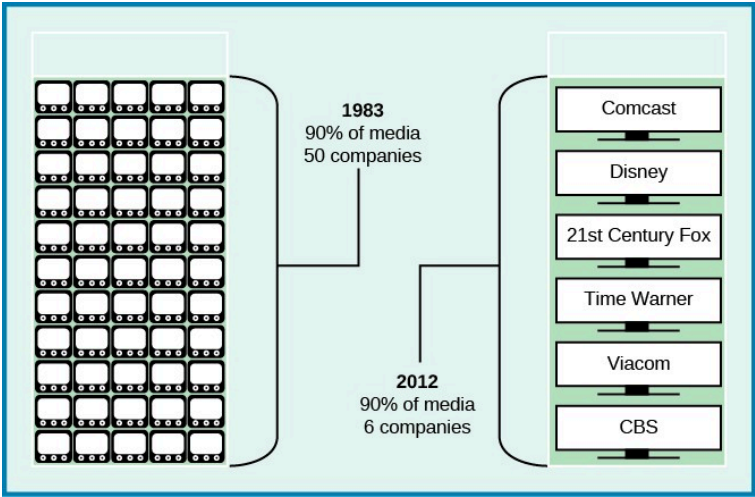 1983
90% of media
50 companies
2012
90% of media
6 companies
Comcast
Disney
21st Century Fox
Time Warner
Viacom
CBS